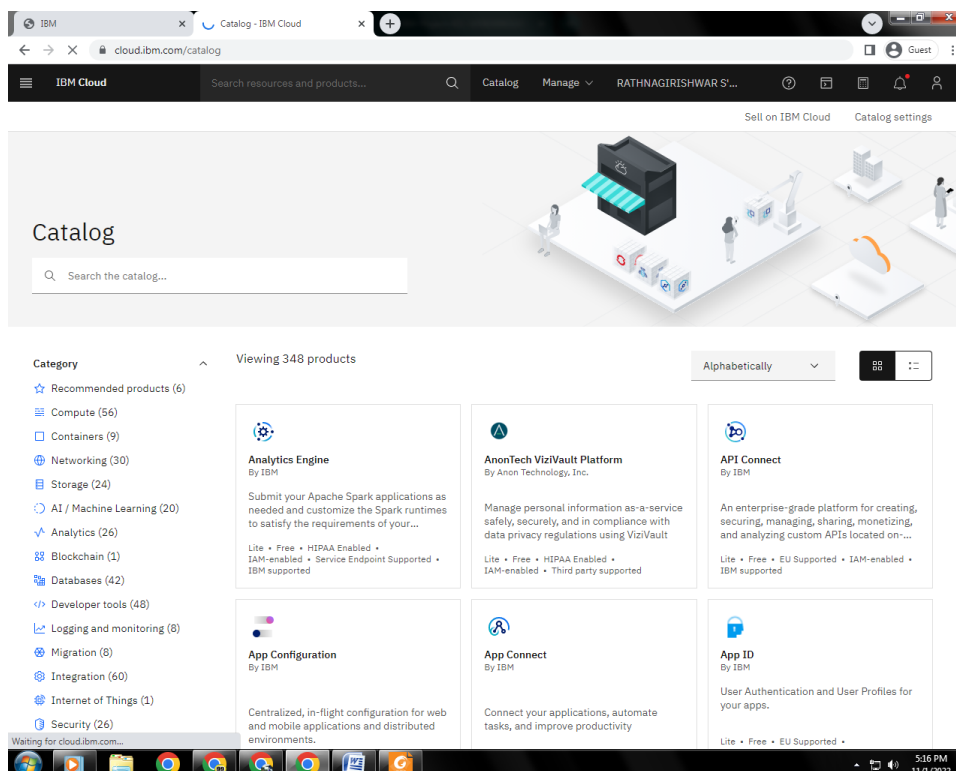 IBM
Catalog - IBM Cloud
cloud.ibm.com/catalog
Guest
IBM Cloud
Search resources and products...
Catalog
Manage
RATHNAGIRISHWAR S'...
Sell on IBM Cloud
Catalog settings
Catalog
Search the catalog...
Category
Recommended products (6)
Compute (56)
Containers (9)
Networking (30)
Storage (24)
AI / Machine Learning (20)
Analytics (26)
Blockchain (1)
Databases (42)
Developer tools (48)
Logging and monitoring (8)
Migration (8)
Integration (60)
Internet of Things (1)
Security (26)
Viewing 348 products
Alphabetically
Analytics Engine
By IBM
Submit your Apache Spark applications as
needed and customize the Spark runtimes
to satisfy the requirements of your...
Lite • Free • HIPAA Enabled •
IAM-enabled • Service Endpoint Supported •
IBM supported
AnonTech ViziVault Platform
By Anon Technology, Inc.
Manage personal information as-a-service
safely, securely, and in compliance with
data privacy regulations using ViziVault
Lite • Free • HIPAA Enabled •
IAM-enabled • Third party supported
API Connect
By IBM
An enterprise-grade platform for creating,
securing, managing, sharing, monetizing,
and analyzing custom APIs located on-...
Lite • Free • EU Supported • IAM-enabled •
IBM supported
App Configuration
By IBM
Centralized, in-flight configuration for web
and mobile applications and distributed
environments.
App Connect
By IBM
Connect your applications, automate
tasks, and improve productivity
App ID
By IBM
User Authentication and User Profiles for
your apps.
Lite • Free • EU Supported •
Waiting for cloud.ibm.com...
5:16 PM
11/1/2022